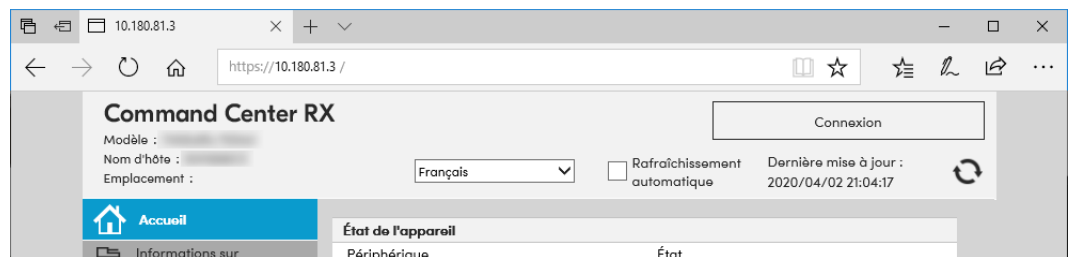 10.180.81.3
https://10.180.81.3 /
Command Center RX
Connexion
Modèle :
Nom d'hôte :
Emplacement :
Français
Rafraîchissement
automatique
Dernière mise à jour :
2020/04/02 21:04:17
Accueil
Informations sur
État de l'appareil
Périphérique
État